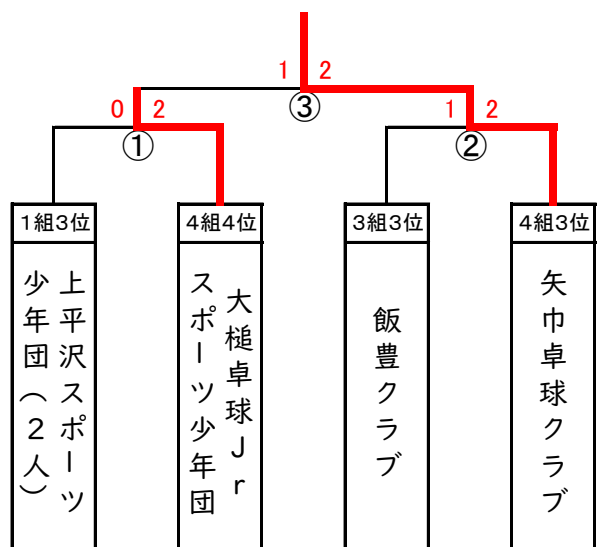 1 2
③
0 2
①
1 2
②
1組3位
4組4位
3組3位
4組3位
上平沢スポーツ
少年団(2人)
大槌卓球Jr
スポーツ少年団
飯豊クラブ
矢巾卓球クラブ